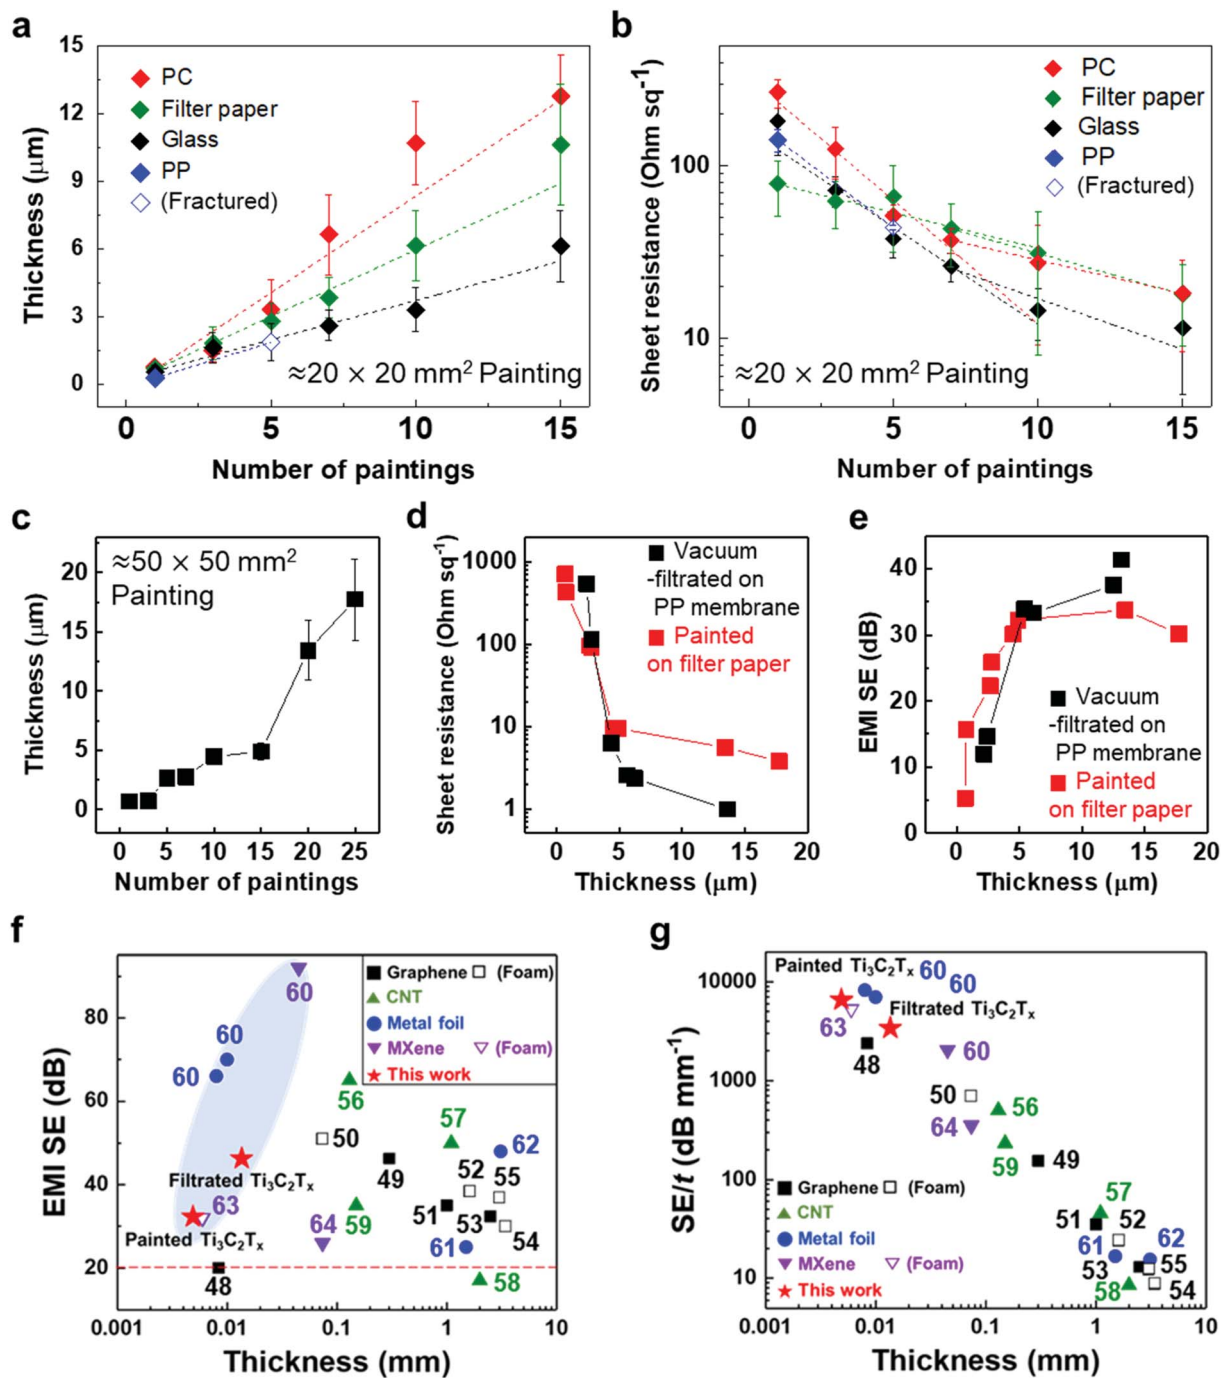 a
15
12
9
6
3
0
Thickness (μm)
PC
Filter paper
Glass
PP
(Fractured)
≈20 × 20 mm² Painting
0 5 10 15
Number of paintings
b
100
10
Sheet resistance (Ohm sq⁻¹)
PC
Filter paper
Glass
PP
(Fractured)
≈20 × 20 mm² Painting
0 5 10 15
Number of paintings
c
20
15
10
5
0
Thickness (μm)
≈50 × 50 mm²
Painting
0 5 10 15 20 25
Number of paintings
d
1000
100
10
1
Sheet resistance (Ohm sq⁻¹)
Vacuum
-filtrated on
PP membrane
Painted
on filter paper
0 5 10 15 20
Thickness (μm)
e
40
30
20
10
0
EMI SE (dB)
Vacuum
-filtrated on
PP membrane
Painted
on filter paper
0 5 10 15 20
Thickness (μm)
f
80
60
40
20
EMI SE (dB)
Graphene (Foam)
CNT
Metal foil
MXene (Foam)
This work
60
60
60
56
50
57
62
49
52
55
Filtrated Ti₃C₂Tₓ
63
59
51
53
54
Painted Ti₃C₂Tₓ
64
61
48
58
0.001 0.01 0.1 1 10
Thickness (mm)
g
10000
1000
100
10
SE/t (dB mm⁻¹)
Painted Ti₃C₂Tₓ 60
60
63
Filtrated Ti₃C₂Tₓ
48
60
50
56
64
59
49
57
51
52
61
62
53
55
58
54
Graphene (Foam)
CNT
Metal foil
MXene (Foam)
This work
0.001 0.01 0.1 1 10
Thickness (mm)